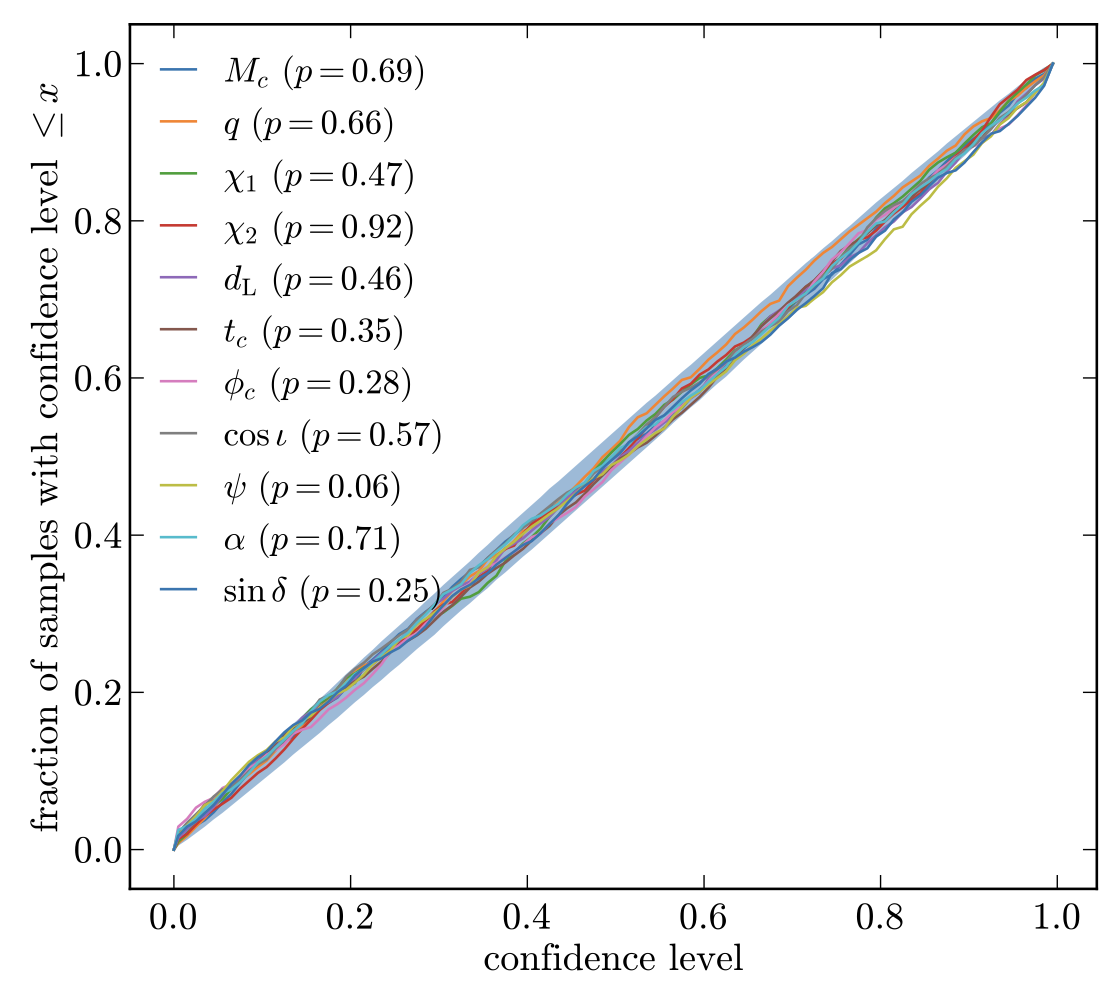 fraction of samples with confidence level ≤ x
1.0
0.8
0.6
0.4
0.2
0.0
M_c (p = 0.69)
q (p = 0.66)
χ_1 (p = 0.47)
χ_2 (p = 0.92)
d_L (p = 0.46)
t_c (p = 0.35)
ϕ_c (p = 0.28)
cos ι (p = 0.57)
ψ (p = 0.06)
α (p = 0.71)
sin δ (p = 0.25)
0.0 0.2 0.4 0.6 0.8 1.0
confidence level